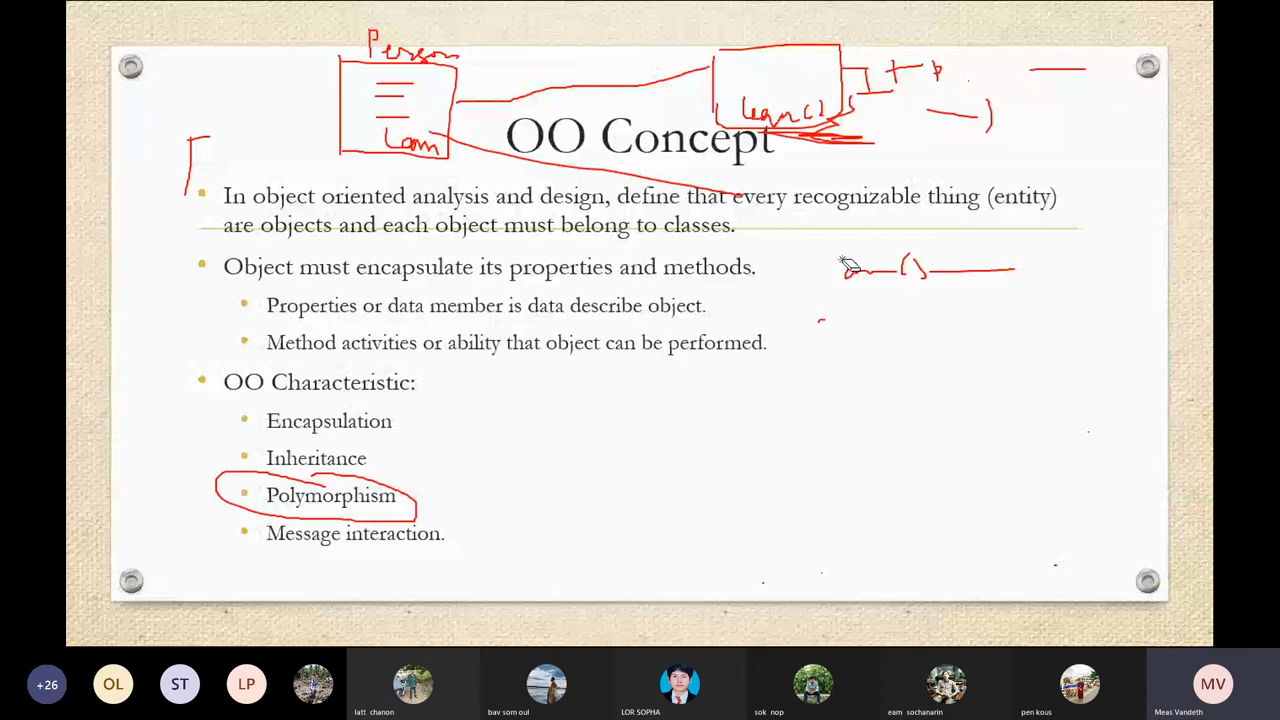 Person
Learn
learn()
OO Concept
In object oriented analysis and design, define that every recognizable thing (entity)
are objects and each object must belong to classes.
Object must encapsulate its properties and methods.
Properties or data member is data describe object.
Method activities or ability that object can be performed.
OO Characteristic:
Encapsulation
Inheritance
Polymorphism
Message interaction.
+26
OL
ST
LP
latt chanon
bav som oul
LOR SOPHA
sok nop
eam sochanarin
pen kous
MV
Meas Vandeth